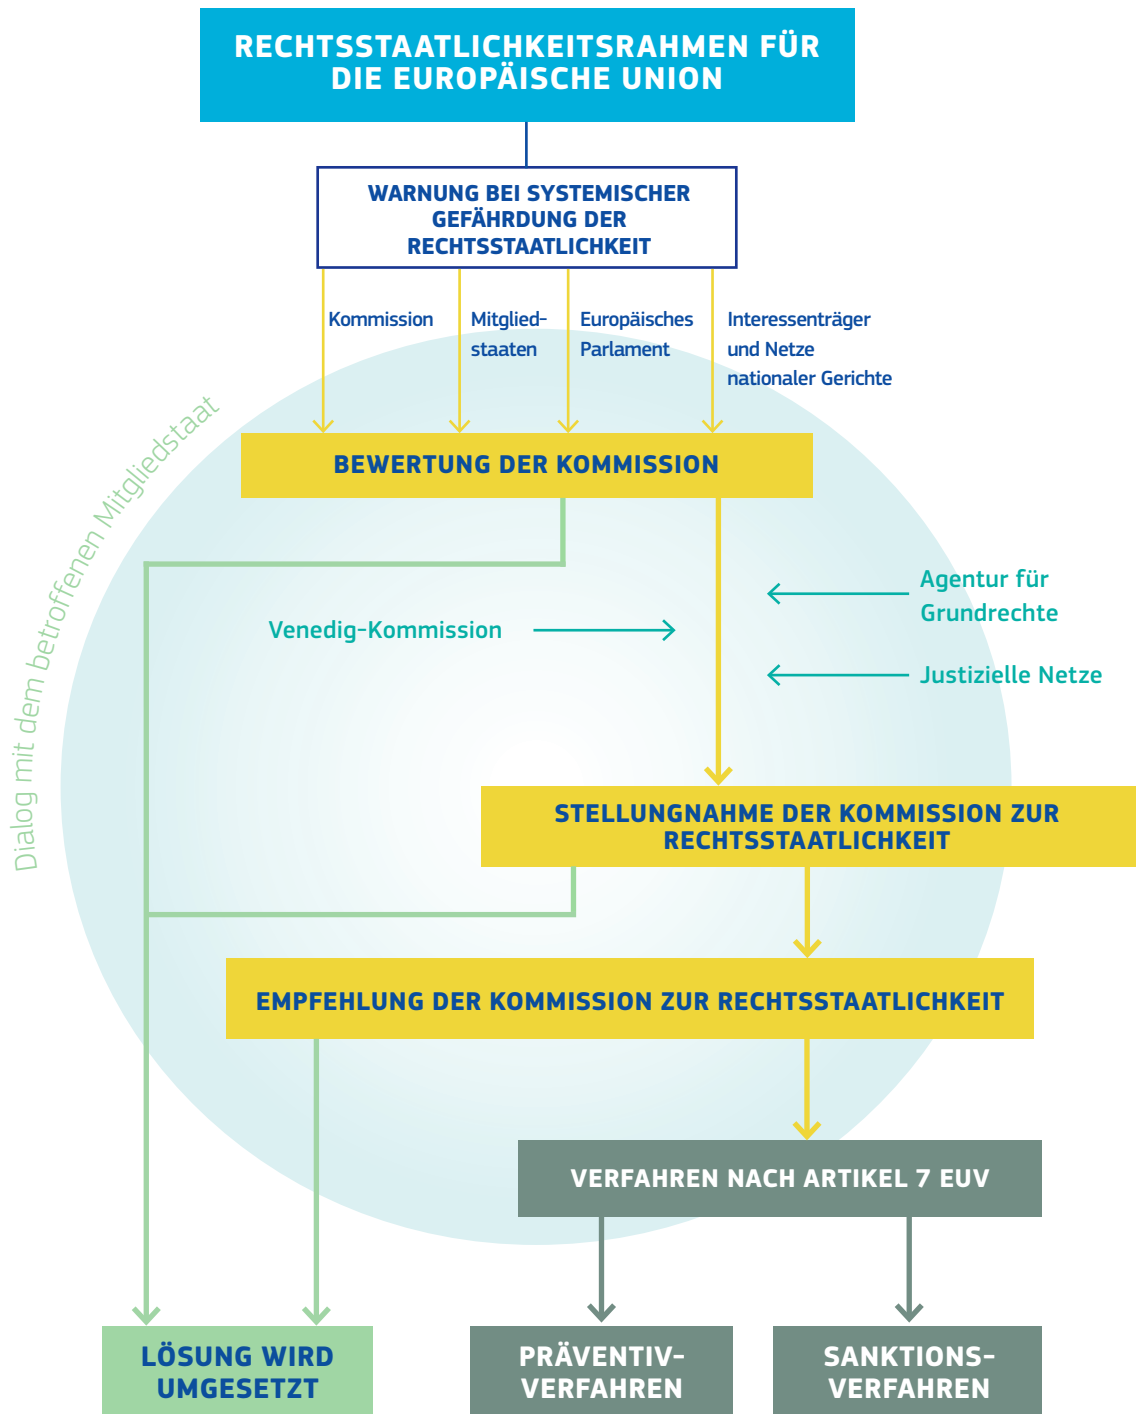 RECHTSSTAATLICHKEITSRAHMEN FÜR
DIE EUROPÄISCHE UNION
WARNUNG BEI SYSTEMISCHER
GEFÄHRDUNG DER
RECHTSSTAATLICHKEIT
Kommission
Mitglied-
staaten
Europäisches
Parlament
Interessenträger
und Netze
nationaler Gerichte
Dialog mit dem betroffenen Mitgliedstaat
BEWERTUNG DER KOMMISSION
Agentur für
Grundrechte
Venedig-Kommission
Justizielle Netze
STELLUNGNAHME DER KOMMISSION ZUR
RECHTSSTAATLICHKEIT
EMPFEHLUNG DER KOMMISSION ZUR RECHTSSTAATLICHKEIT
VERFAHREN NACH ARTIKEL 7 EUV
LÖSUNG WIRD
UMGESETZT
PRÄVENTIV-
VERFAHREN
SANKTIONS-
VERFAHREN